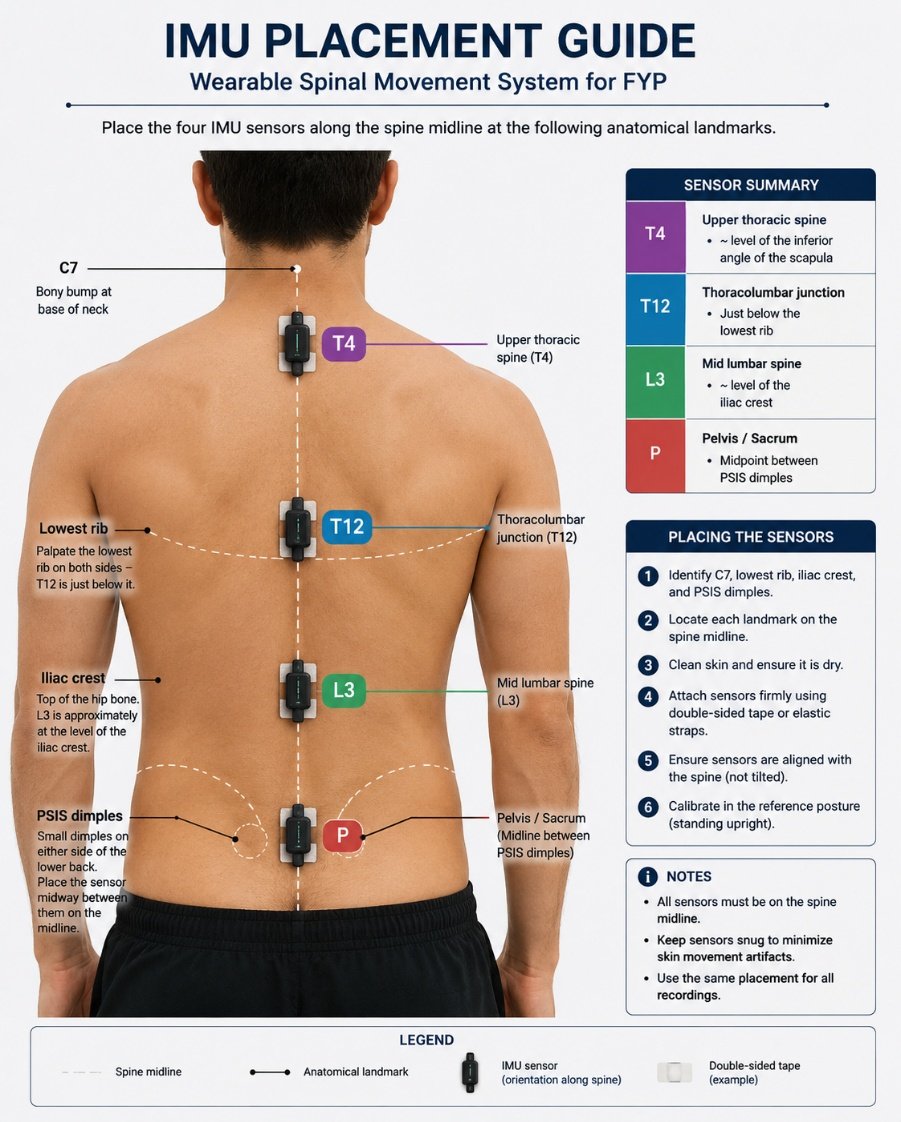 IMU PLACEMENT GUIDE
Wearable Spinal Movement System for FYP
Place the four IMU sensors along the spine midline at the following anatomical landmarks.
C7
Bony bump at
base of neck
T4
Upper thoracic
spine (T4)
Lowest rib
Palpate the lowest
rib on both sides –
T12 is just below it.
T12
Thoracolumbar
junction (T12)
Iliac crest
Top of the hip bone.
L3 is approximately
at the level of the
iliac crest.
L3
Mid lumbar spine
(L3)
PSIS dimples
Small dimples on
either side of the
lower back.
Place the sensor
midway between
them on the
midline.
P
Pelvis / Sacrum
(Midline between
PSIS dimples)
SENSOR SUMMARY
T4
Upper thoracic spine
• ~ level of the inferior
angle of the scapula
T12
Thoracolumbar junction
• Just below the
lowest rib
L3
Mid lumbar spine
• ~ level of the
iliac crest
P
Pelvis / Sacrum
• Midpoint between
PSIS dimples
PLACING THE SENSORS
1 Identify C7, lowest rib, iliac crest,
and PSIS dimples.
2 Locate each landmark on the
spine midline.
3 Clean skin and ensure it is dry.
4 Attach sensors firmly using
double-sided tape or elastic
straps.
5 Ensure sensors are aligned with
the spine (not tilted).
6 Calibrate in the reference posture
(standing upright).
i NOTES
• All sensors must be on the spine
midline.
• Keep sensors snug to minimize
skin movement artifacts.
• Use the same placement for all
recordings.
LEGEND
Spine midline
Anatomical landmark
IMU sensor
(orientation along spine)
Double-sided tape
(example)